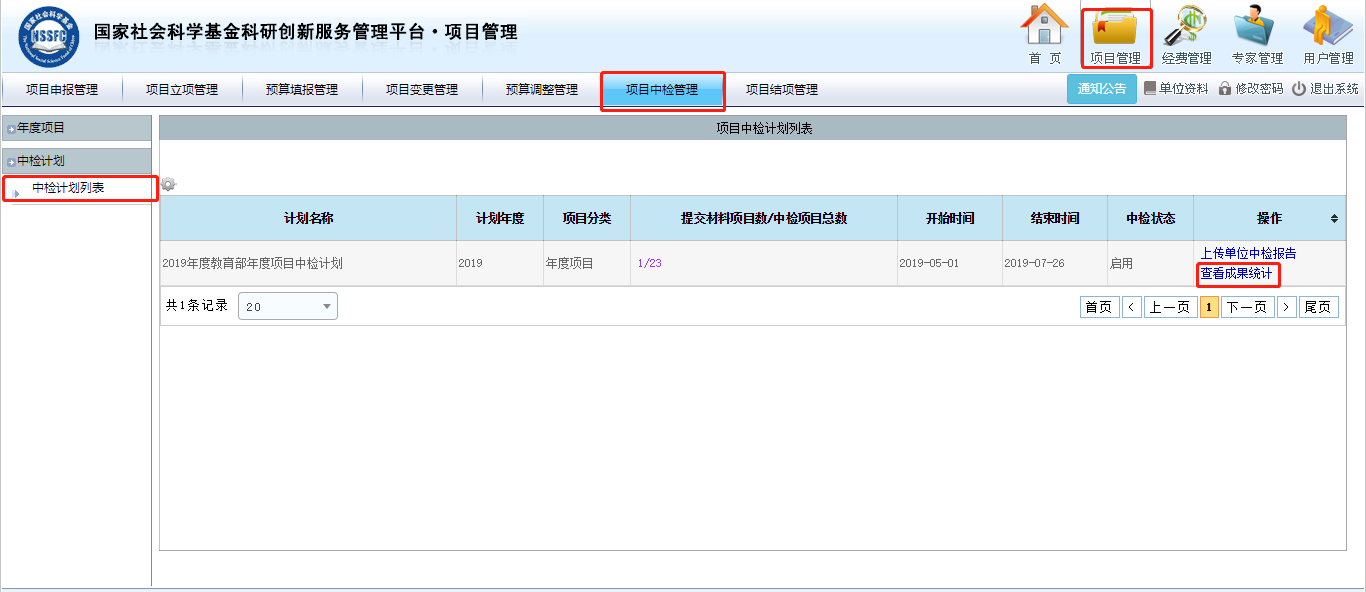 国家社会科学基金科研创新服务管理平台·项目管理
国家社会科学基金
NSSFC
首 页
项目管理
经费管理
专家管理
用户管理
项目申报管理
项目立项管理
预算填报管理
项目变更管理
预算调整管理
项目中检管理
项目结项管理
通知公告
单位资料
修改密码
退出系统
年度项目
中检计划
中检计划列表
项目中检计划列表
计划名称
计划年度
项目分类
提交材料项目数/中检项目总数
开始时间
结束时间
中检状态
操作
2019年度教育部年度项目中检计划
2019
年度项目
1/23
2019-05-01
2019-07-26
启用
上传单位中检报告
查看成果统计
共1条记录
20
首页
<
上一页
1
下一页
>
尾页